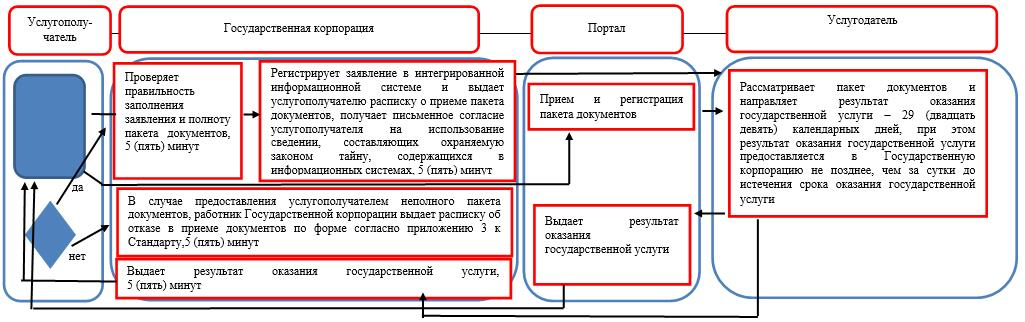 Услугополу-
чатель
Государственная корпорация
Портал
Услугодатель
Проверяет
правильность
заполнения
заявления и полноту
пакета документов,
5 (пять) минут
Регистрирует заявление в интегрированной
информационной системе и выдает
услугополучателю расписку о приеме пакета
документов, получает письменное согласие
услугополучателя на использование
сведении, составляющих охраняемую
законом тайну, содержащихся в
информационных системах, 5 (пять) минут
Прием и регистрация
пакета документов
Рассматривает пакет документов и
направляет результат оказания
государственной услуги – 29 (двадцать
девять) календарных дней, при этом
результат оказания государственной услуги
предоставляется в Государственную
корпорацию не позднее, чем за сутки до
истечения срока оказания государственной
услуги
да
нет
В случае предоставления услугополучателем неполного пакета
документов, работник Государственной корпорации выдает расписку об
отказе в приеме документов по форме согласно приложению 3 к
Стандарту,5 (пять) минут
Выдает результат
оказания
государственной услуги
Выдает результат оказания государственной услуги,
5 (пять) минут